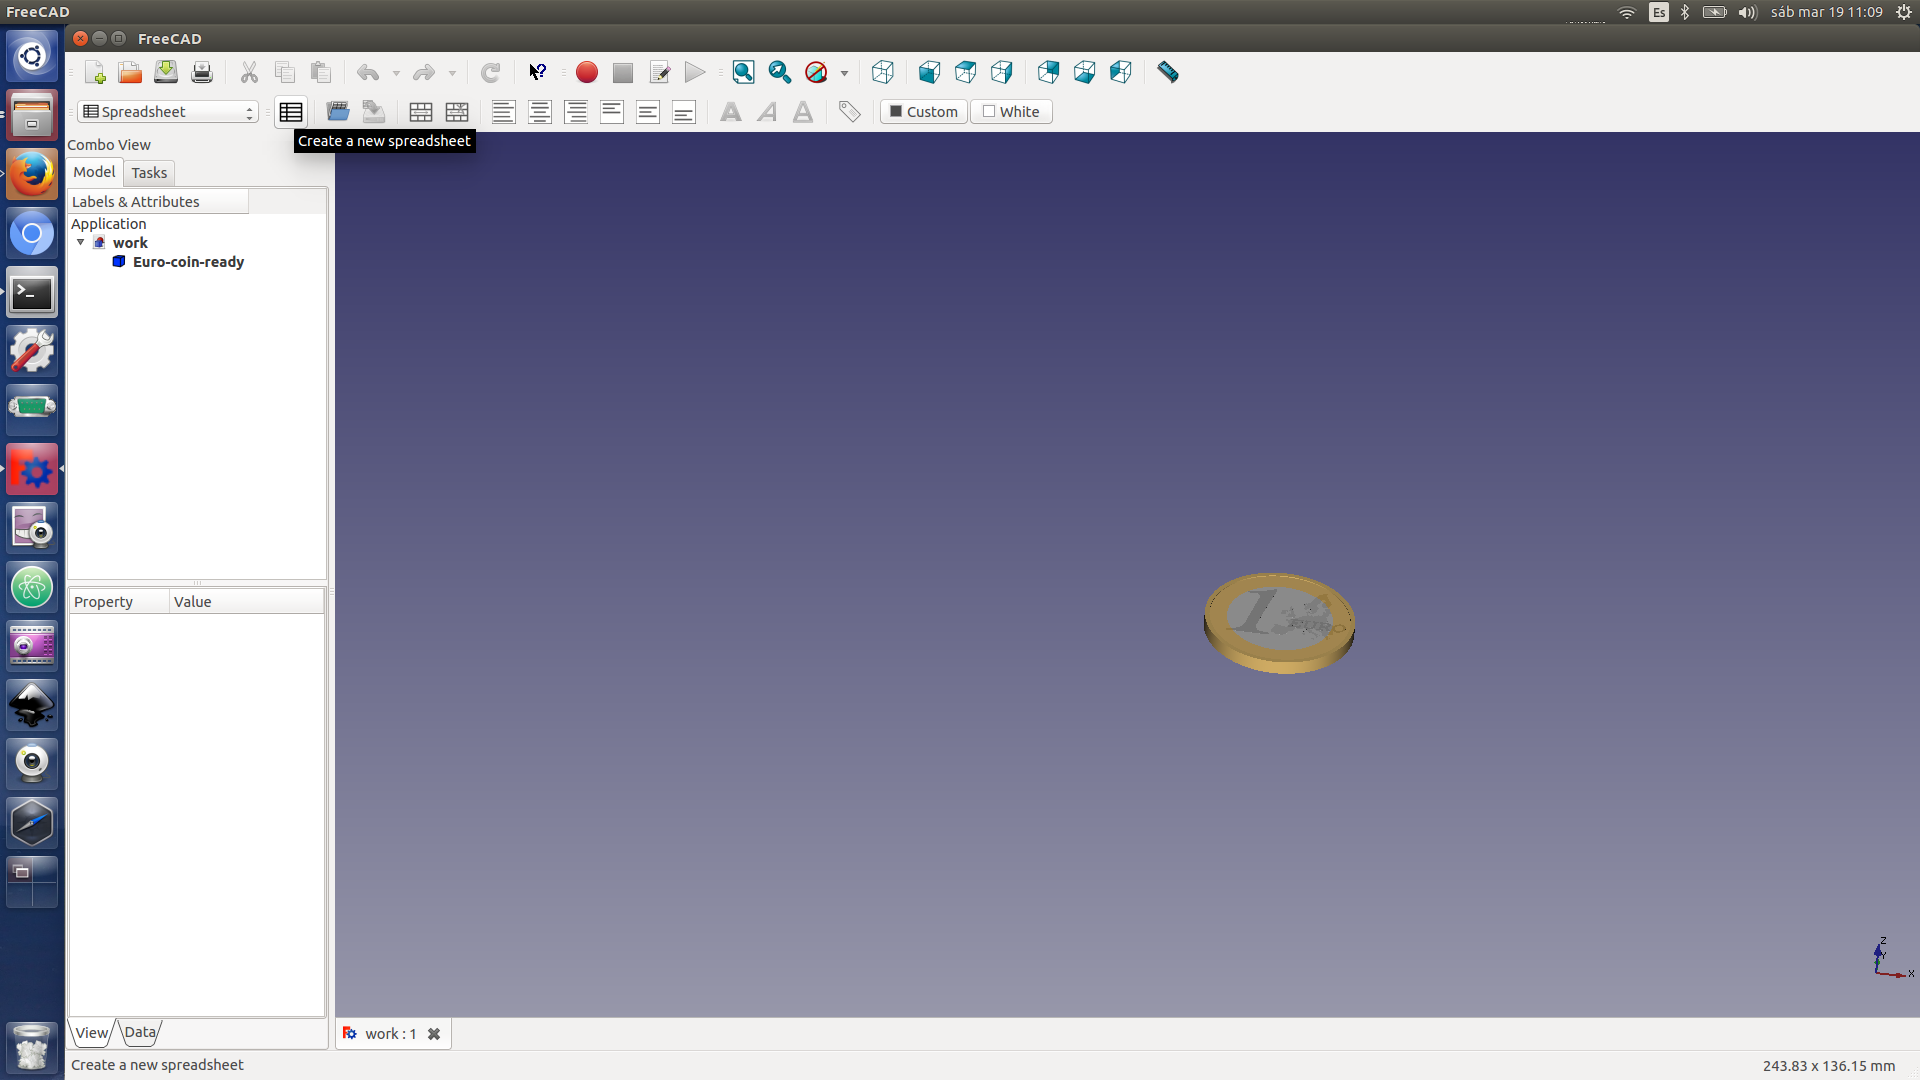 FreeCAD
Es
sáb mar 19 11:09
FreeCAD
Spreadsheet
Custom
White
Create a new spreadsheet
Combo View
Model
Tasks
Labels & Attributes
Application
work
Euro-coin-ready
1
EURO
Property
Value
Z
Y
X
View
Data
work : 1
Create a new spreadsheet
243.83 x 136.15 mm